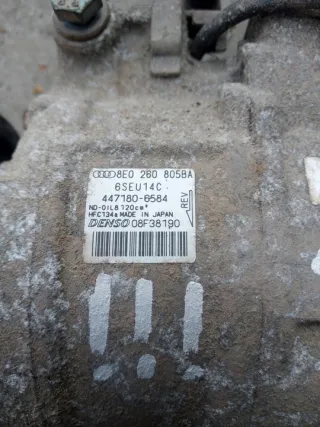 8E0 260 805BA
6SEU14C
447180-6584
ND-OIL8 120cm³
HFC134a MADE IN JAPAN
DENSO 08F38190
REV